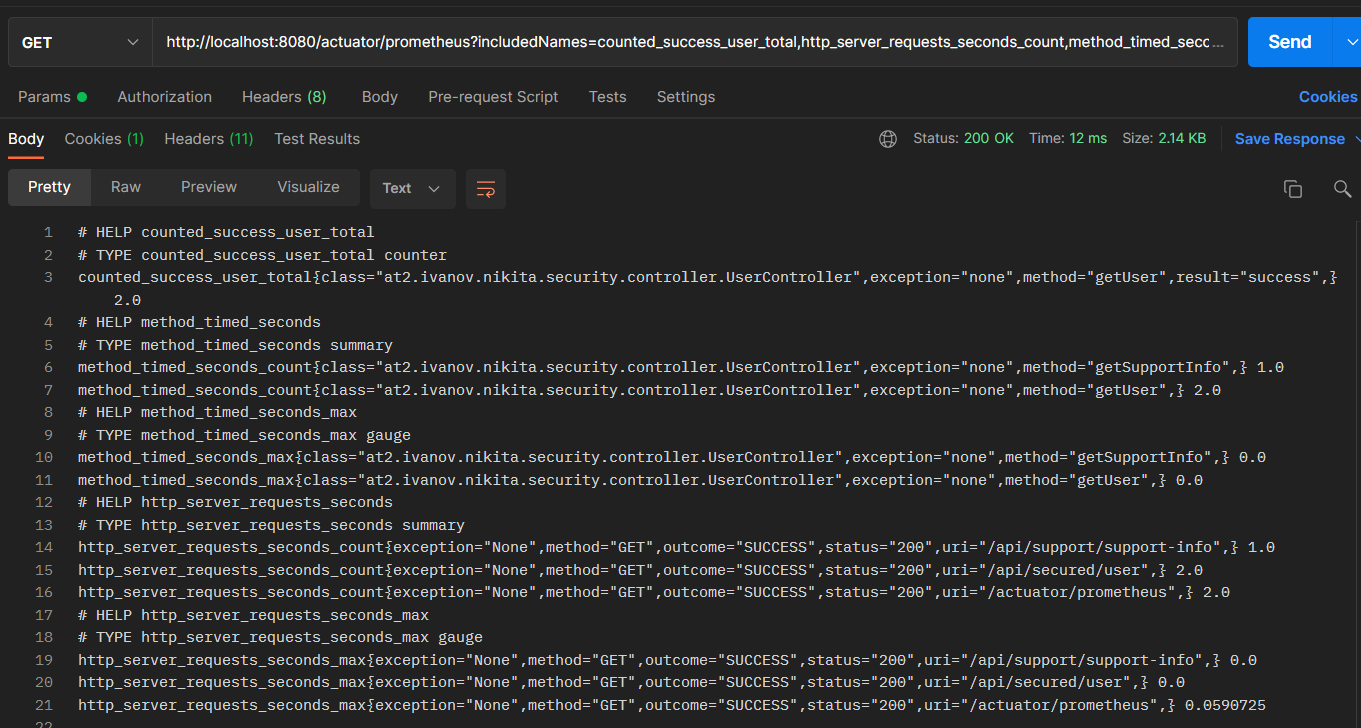 GET http://localhost:8080/actuator/prometheus?includedNames=counted_success_user_total,http_server_requests_seconds_count,method_timed_secc... Send
Params Authorization Headers (8) Body Pre-request Script Tests Settings Cookies
Body Cookies (1) Headers (11) Test Results Status: 200 OK Time: 12 ms Size: 2.14 KB Save Response
Pretty Raw Preview Visualize Text
1 # HELP counted_success_user_total
2 # TYPE counted_success_user_total counter
3 counted_success_user_total{class="at2.ivanov.nikita.security.controller.UserController",exception="none",method="getUser",result="success",}
2.0
4 # HELP method_timed_seconds
5 # TYPE method_timed_seconds summary
6 method_timed_seconds_count{class="at2.ivanov.nikita.security.controller.UserController",exception="none",method="getSupportInfo",} 1.0
7 method_timed_seconds_count{class="at2.ivanov.nikita.security.controller.UserController",exception="none",method="getUser",} 2.0
8 # HELP method_timed_seconds_max
9 # TYPE method_timed_seconds_max gauge
10 method_timed_seconds_max{class="at2.ivanov.nikita.security.controller.UserController",exception="none",method="getSupportInfo",} 0.0
11 method_timed_seconds_max{class="at2.ivanov.nikita.security.controller.UserController",exception="none",method="getUser",} 0.0
12 # HELP http_server_requests_seconds
13 # TYPE http_server_requests_seconds summary
14 http_server_requests_seconds_count{exception="None",method="GET",outcome="SUCCESS",status="200",uri="/api/support/support-info",} 1.0
15 http_server_requests_seconds_count{exception="None",method="GET",outcome="SUCCESS",status="200",uri="/api/secured/user",} 2.0
16 http_server_requests_seconds_count{exception="None",method="GET",outcome="SUCCESS",status="200",uri="/actuator/prometheus",} 2.0
17 # HELP http_server_requests_seconds_max
18 # TYPE http_server_requests_seconds_max gauge
19 http_server_requests_seconds_max{exception="None",method="GET",outcome="SUCCESS",status="200",uri="/api/support/support-info",} 0.0
20 http_server_requests_seconds_max{exception="None",method="GET",outcome="SUCCESS",status="200",uri="/api/secured/user",} 0.0
21 http_server_requests_seconds_max{exception="None",method="GET",outcome="SUCCESS",status="200",uri="/actuator/prometheus",} 0.0590725
22